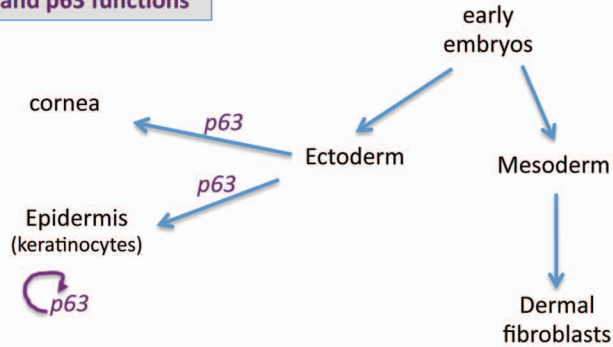 and p63 functions
early
embryos
cornea
p63
Ectoderm
Mesoderm
p63
Epidermis
(keratinocytes)
p63
Dermal
fibroblasts